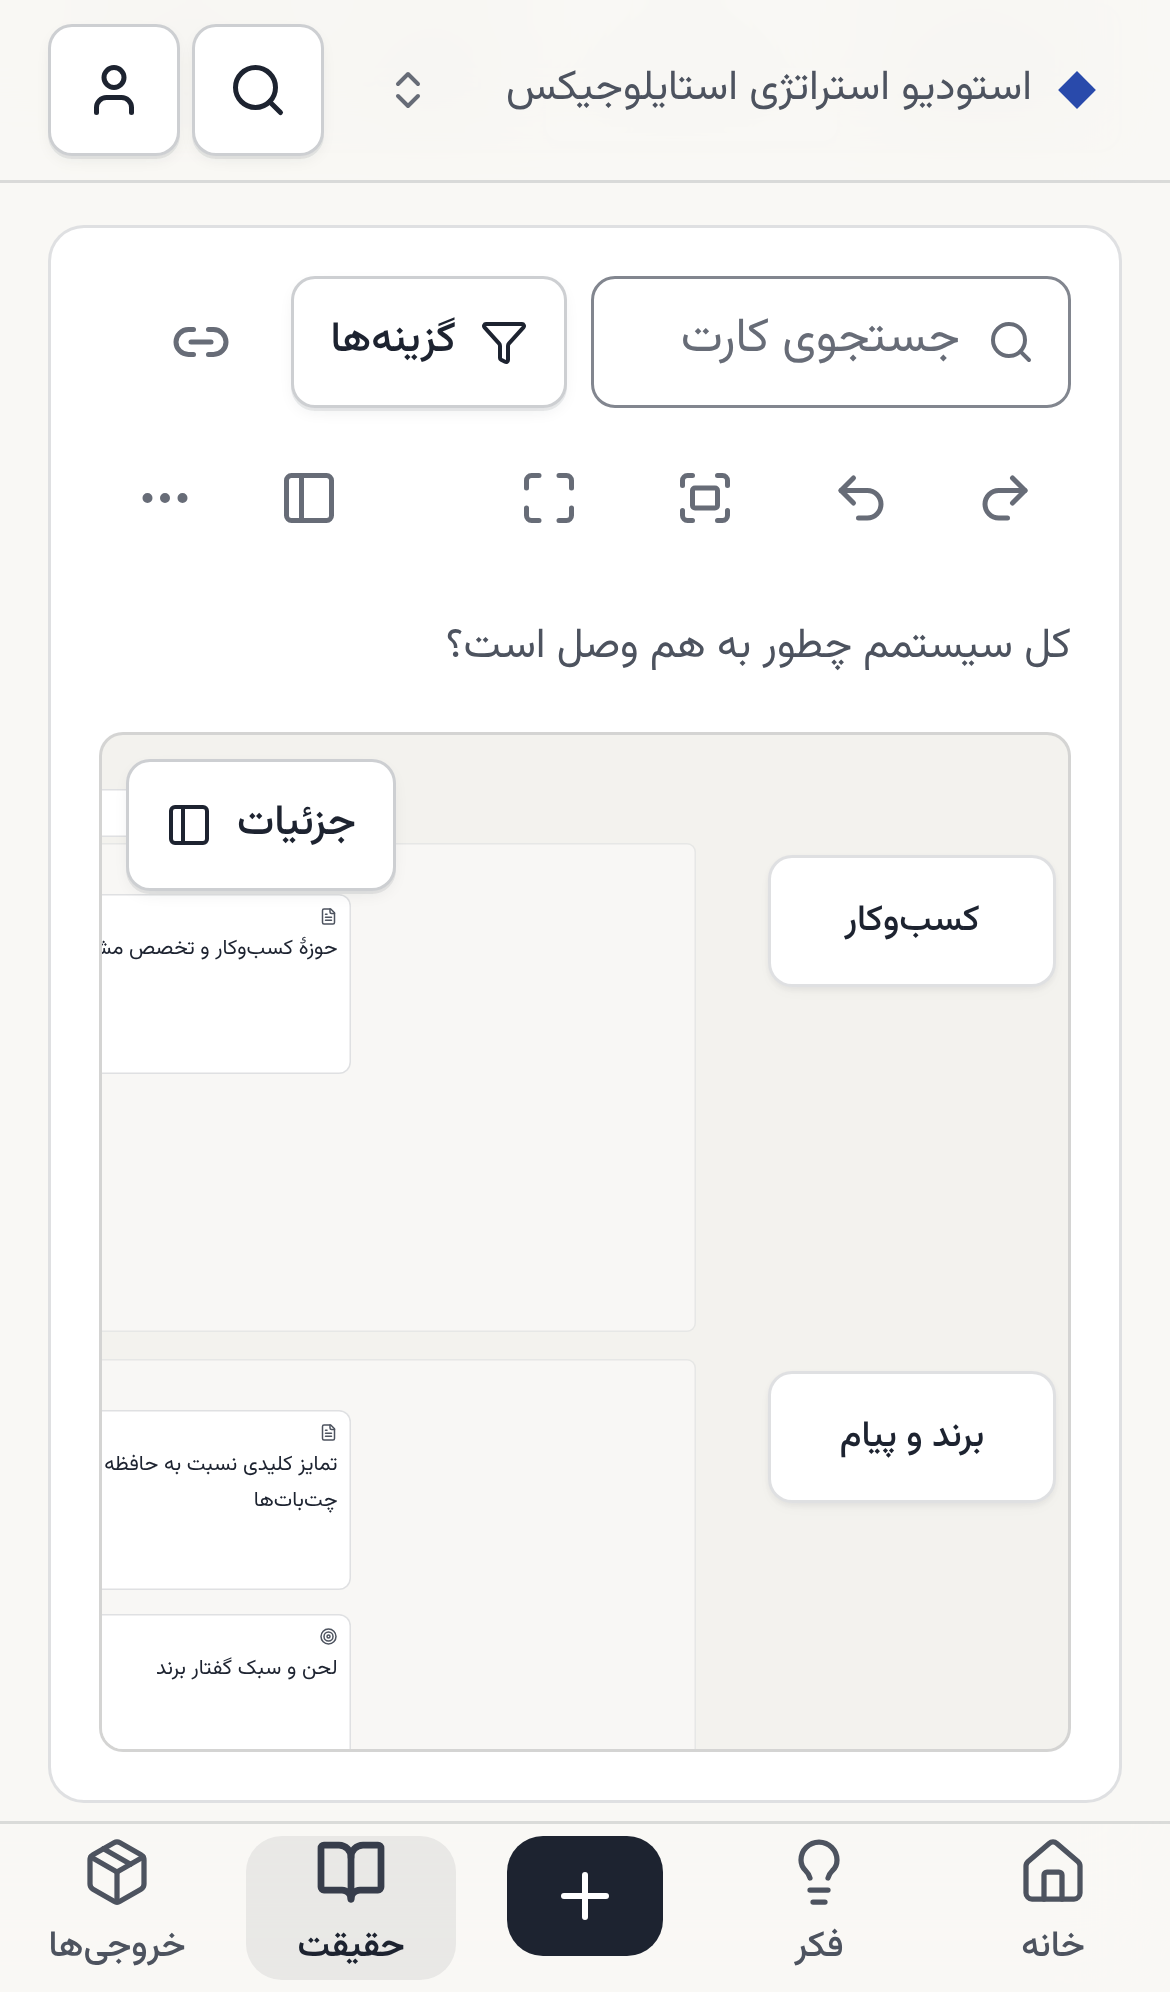 استودیو استراتژی استایلوجیکس
جستجوی کارت
گزینه‌ها
کل سیستمم چطور به هم وصل است؟
جزئیات
کسب‌وکار
حوزهٔ کسب‌وکار و تخصص
برند و پیام
تمایز کلیدی نسبت به حافظه
چت‌بات‌ها
لحن و سبک گفتار برند
خانه
فکر
حقیقت
خروجی‌ها